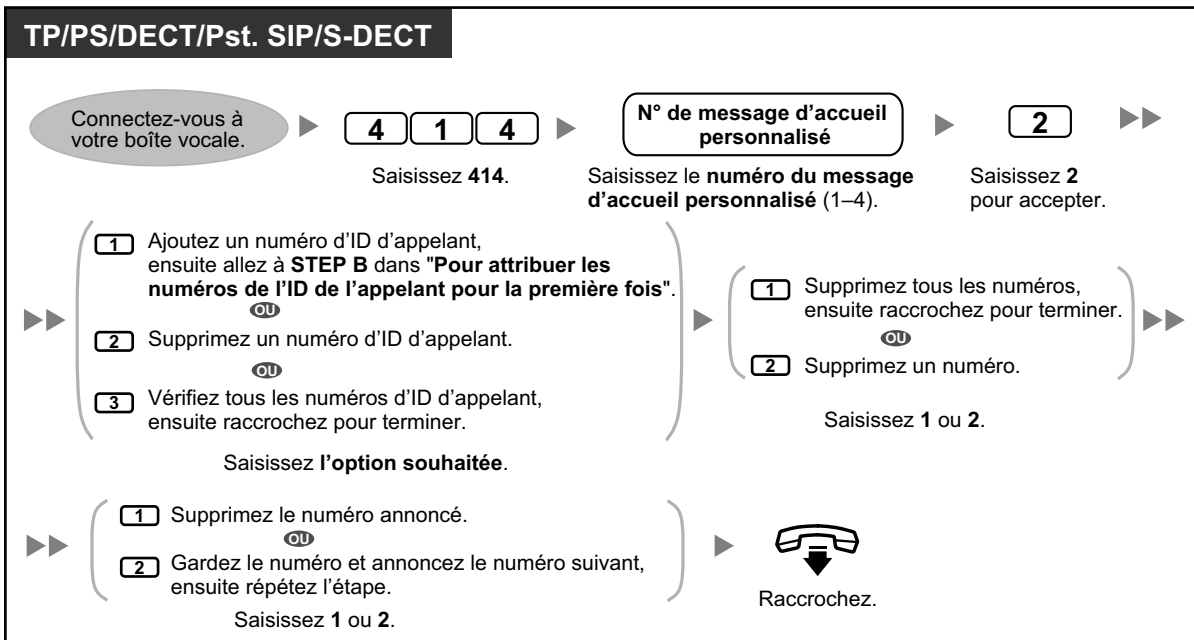 TP/PS/DECT/Pst. SIP/S-DECT
Connectez-vous à
votre boîte vocale.
4 1 4
Saisissez 414.
N° de message d'accueil
personnalisé
Saisissez le numéro du message
d'accueil personnalisé (1–4).
2
Saisissez 2
pour accepter.
1 Ajoutez un numéro d'ID d'appelant,
ensuite allez à STEP B dans "Pour attribuer les
numéros de l'ID de l'appelant pour la première fois".
OU
2 Supprimez un numéro d'ID d'appelant.
OU
3 Vérifiez tous les numéros d'ID d'appelant,
ensuite raccrochez pour terminer.
Saisissez l'option souhaitée.
1 Supprimez tous les numéros,
ensuite raccrochez pour terminer.
OU
2 Supprimez un numéro.
Saisissez 1 ou 2.
1 Supprimez le numéro annoncé.
OU
2 Gardez le numéro et annoncez le numéro suivant,
ensuite répétez l'étape.
Saisissez 1 ou 2.
Raccrochez.